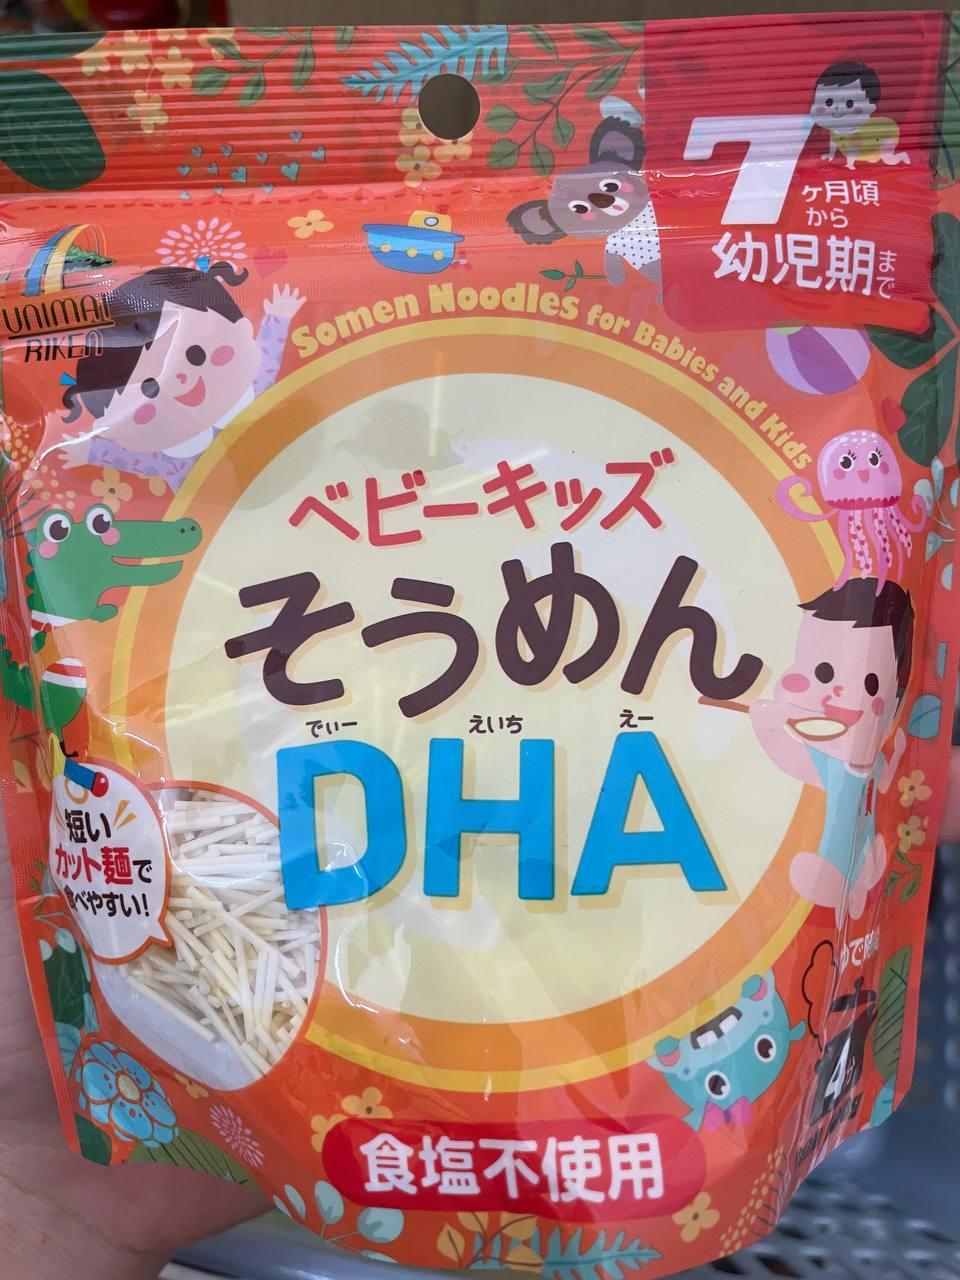 7
ヶ月頃
から
幼児期まで
UNIMAT
RIKEN
Somen Noodles for Babies and Kids
ベビーキッズ
そうめん
でぃー えいち えー
DHA
短い
カット麺で
食べやすい!
4分
食塩不使用